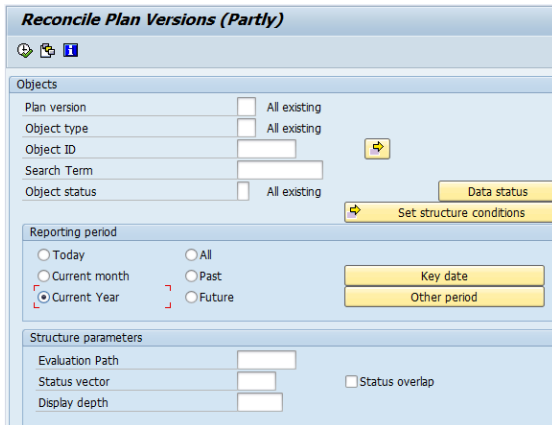 Reconcile Plan Versions (Partly)
Objects
Plan version All existing
Object type All existing
Object ID
Search Term
Object status All existing Data status
Set structure conditions
Reporting period
Today All
Current month Past Key date
Current Year Future Other period
Structure parameters
Evaluation Path
Status vector Status overlap
Display depth